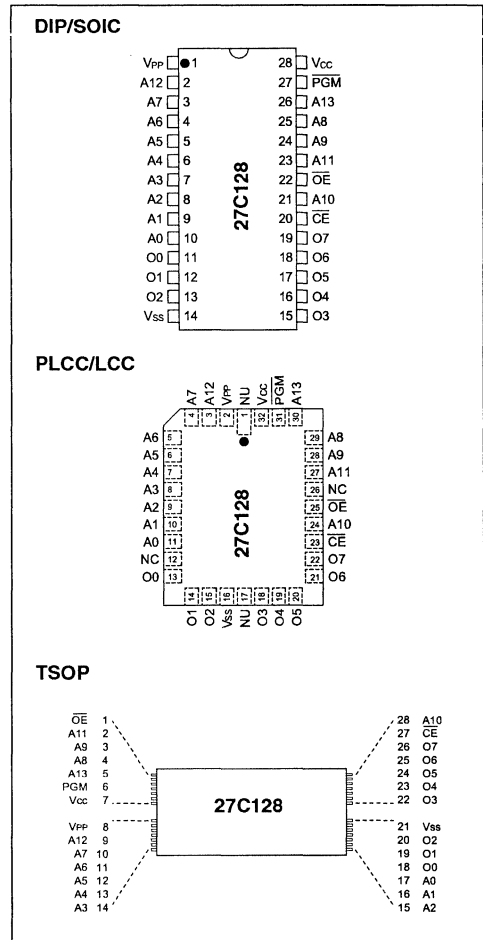 DIP/SOIC
VPP 1 28 VCC
A12 2 27 P̅G̅M̅
A7 3 26 A13
A6 4 25 A8
A5 5 24 A9
A4 6 23 A11
A3 7 22 O̅E̅
A2 8 21 A10
A1 9 20 C̅E̅
A0 10 19 O7
O0 11 18 O6
O1 12 17 O5
O2 13 16 O4
VSS 14 15 O3
27C128
PLCC/LCC
A7 A12 VPP NU VCC P̅G̅M̅ A13
4 3 2 1 32 31 30
A6 5 29 A8
A5 6 28 A9
A4 7 27 A11
A3 8 26 NC
A2 9 25 O̅E̅
A1 10 24 A10
A0 11 23 C̅E̅
NC 12 22 O7
O0 13 21 O6
27C128
14 15 16 17 18 19 20
O1 O2 VSS NU O3 O4 O5
TSOP
O̅E̅ 1 28 A10
A11 2 27 C̅E̅
A9 3 26 O7
A8 4 25 O6
A13 5 24 O5
PGM 6 23 O4
VCC 7 22 O3
27C128
VPP 8 21 VSS
A12 9 20 O2
A7 10 19 O1
A6 11 18 O0
A5 12 17 A0
A4 13 16 A1
A3 14 15 A2